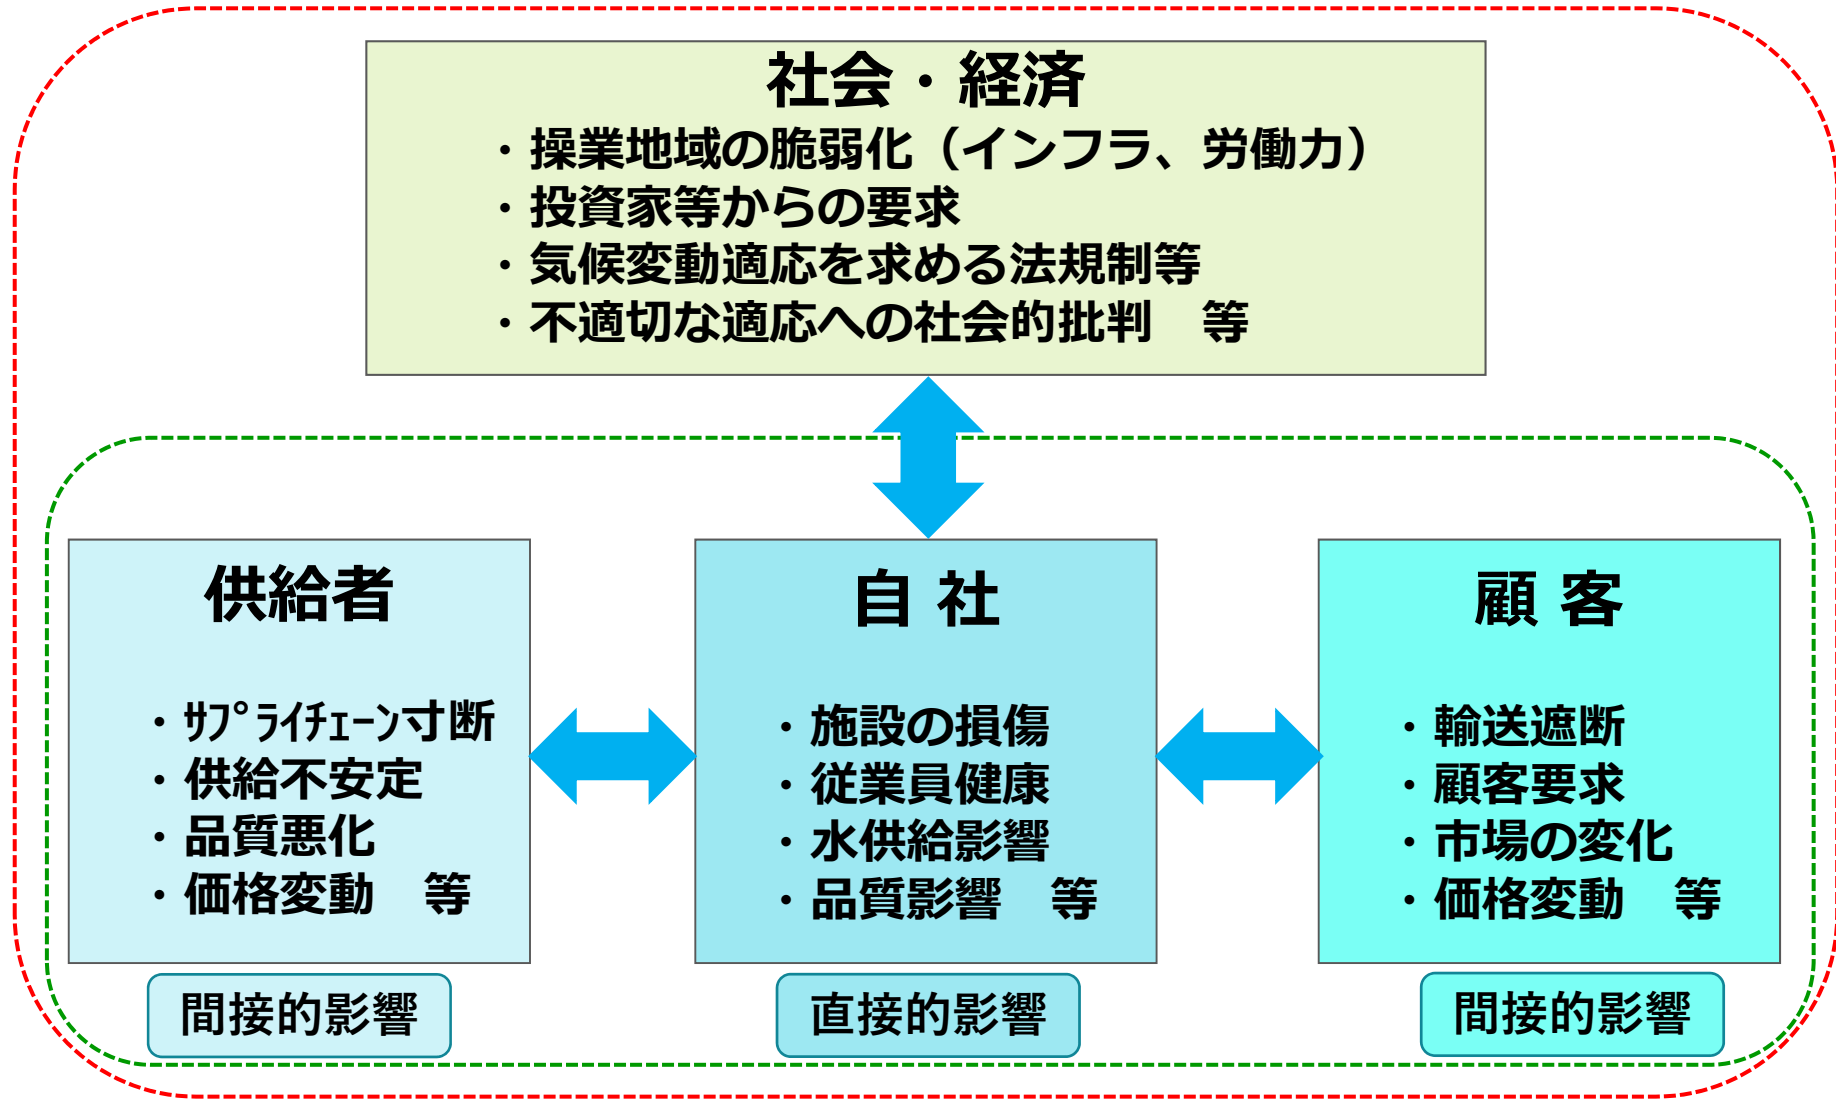 社会・経済
・操業地域の脆弱化（インフラ、労働力）
・投資家等からの要求
・気候変動適応を求める法規制等
・不適切な適応への社会的批判　等
供給者
・ｻﾌﾟﾗｲﾁｪｰﾝ寸断
・供給不安定
・品質悪化
・価格変動　等
間接的影響
自 社
・施設の損傷
・従業員健康
・水供給影響
・品質影響　等
直接的影響
顧 客
・輸送遮断
・顧客要求
・市場の変化
・価格変動　等
間接的影響